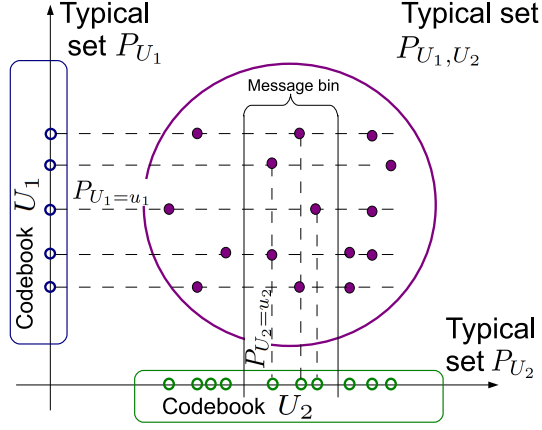 Typical
set $P_{U_1}$
Typical set
$P_{U_1,U_2}$
Message bin
Codebook $U_1$
$P_{U_1=u_1}$
$P_{U_2=u_2}$
Typical
set $P_{U_2}$
Codebook $U_2$